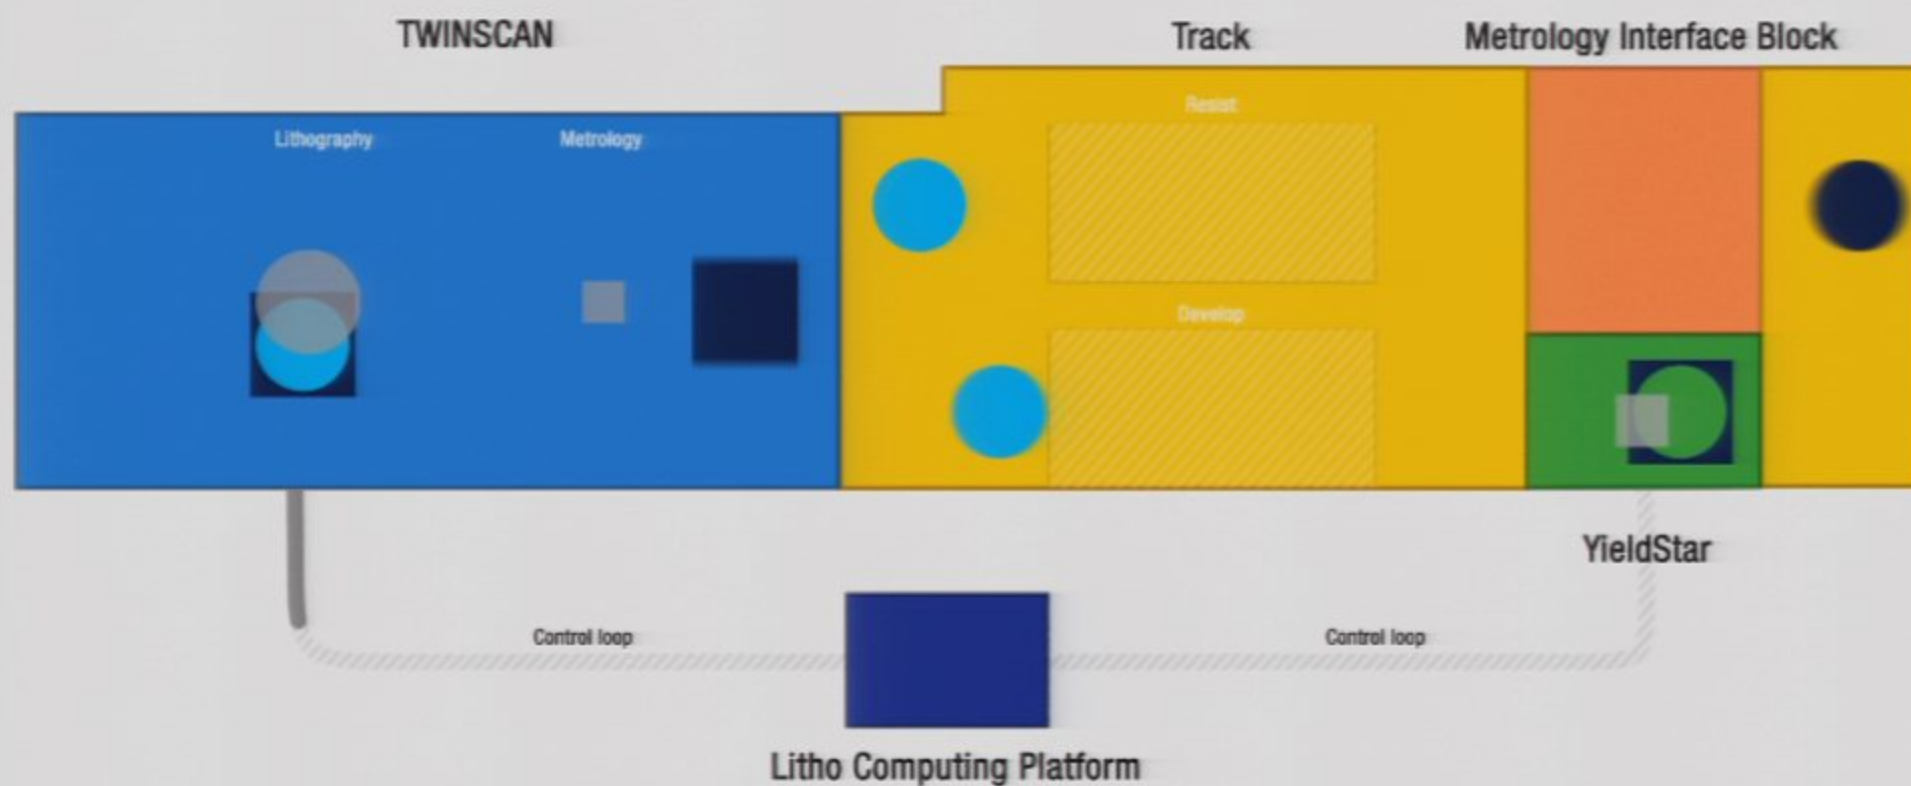 TWINSCAN
Track
Metrology Interface Block
Lithography
Metrology
Resist
Develop
YieldStar
Control loop
Control loop
Litho Computing Platform